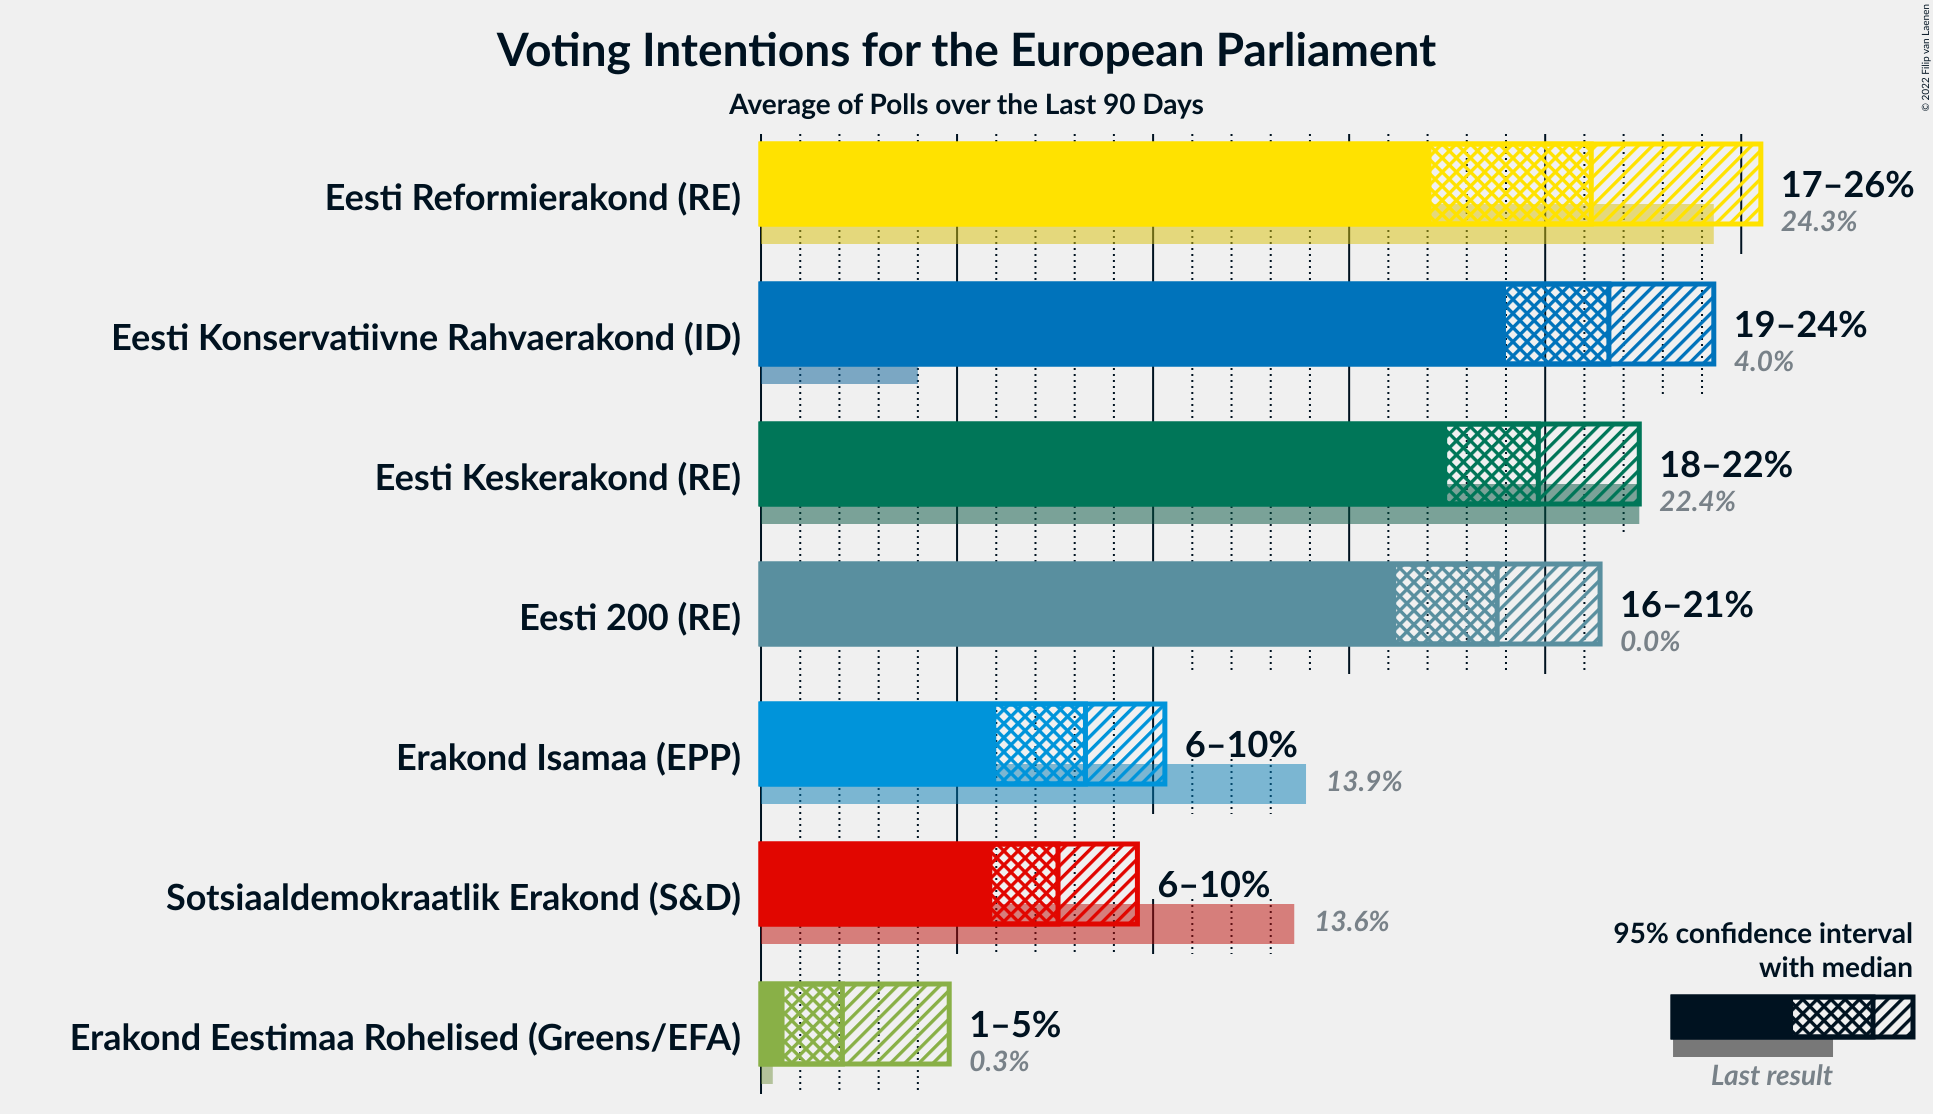 Voting Intentions for the European Parliament
Average of Polls over the Last 90 Days
© 2022 Filip van Laenen
Eesti Reformierakond (RE)
17–26%
24.3%
Eesti Konservatiivne Rahvaerakond (ID)
19–24%
4.0%
Eesti Keskerakond (RE)
18–22%
22.4%
Eesti 200 (RE)
16–21%
0.0%
Erakond Isamaa (EPP)
6–10%
13.9%
Sotsiaaldemokraatlik Erakond (S&D)
6–10%
13.6%
Erakond Eestimaa Rohelised (Greens/EFA)
1–5%
0.3%
95% confidence interval
with median
Last result